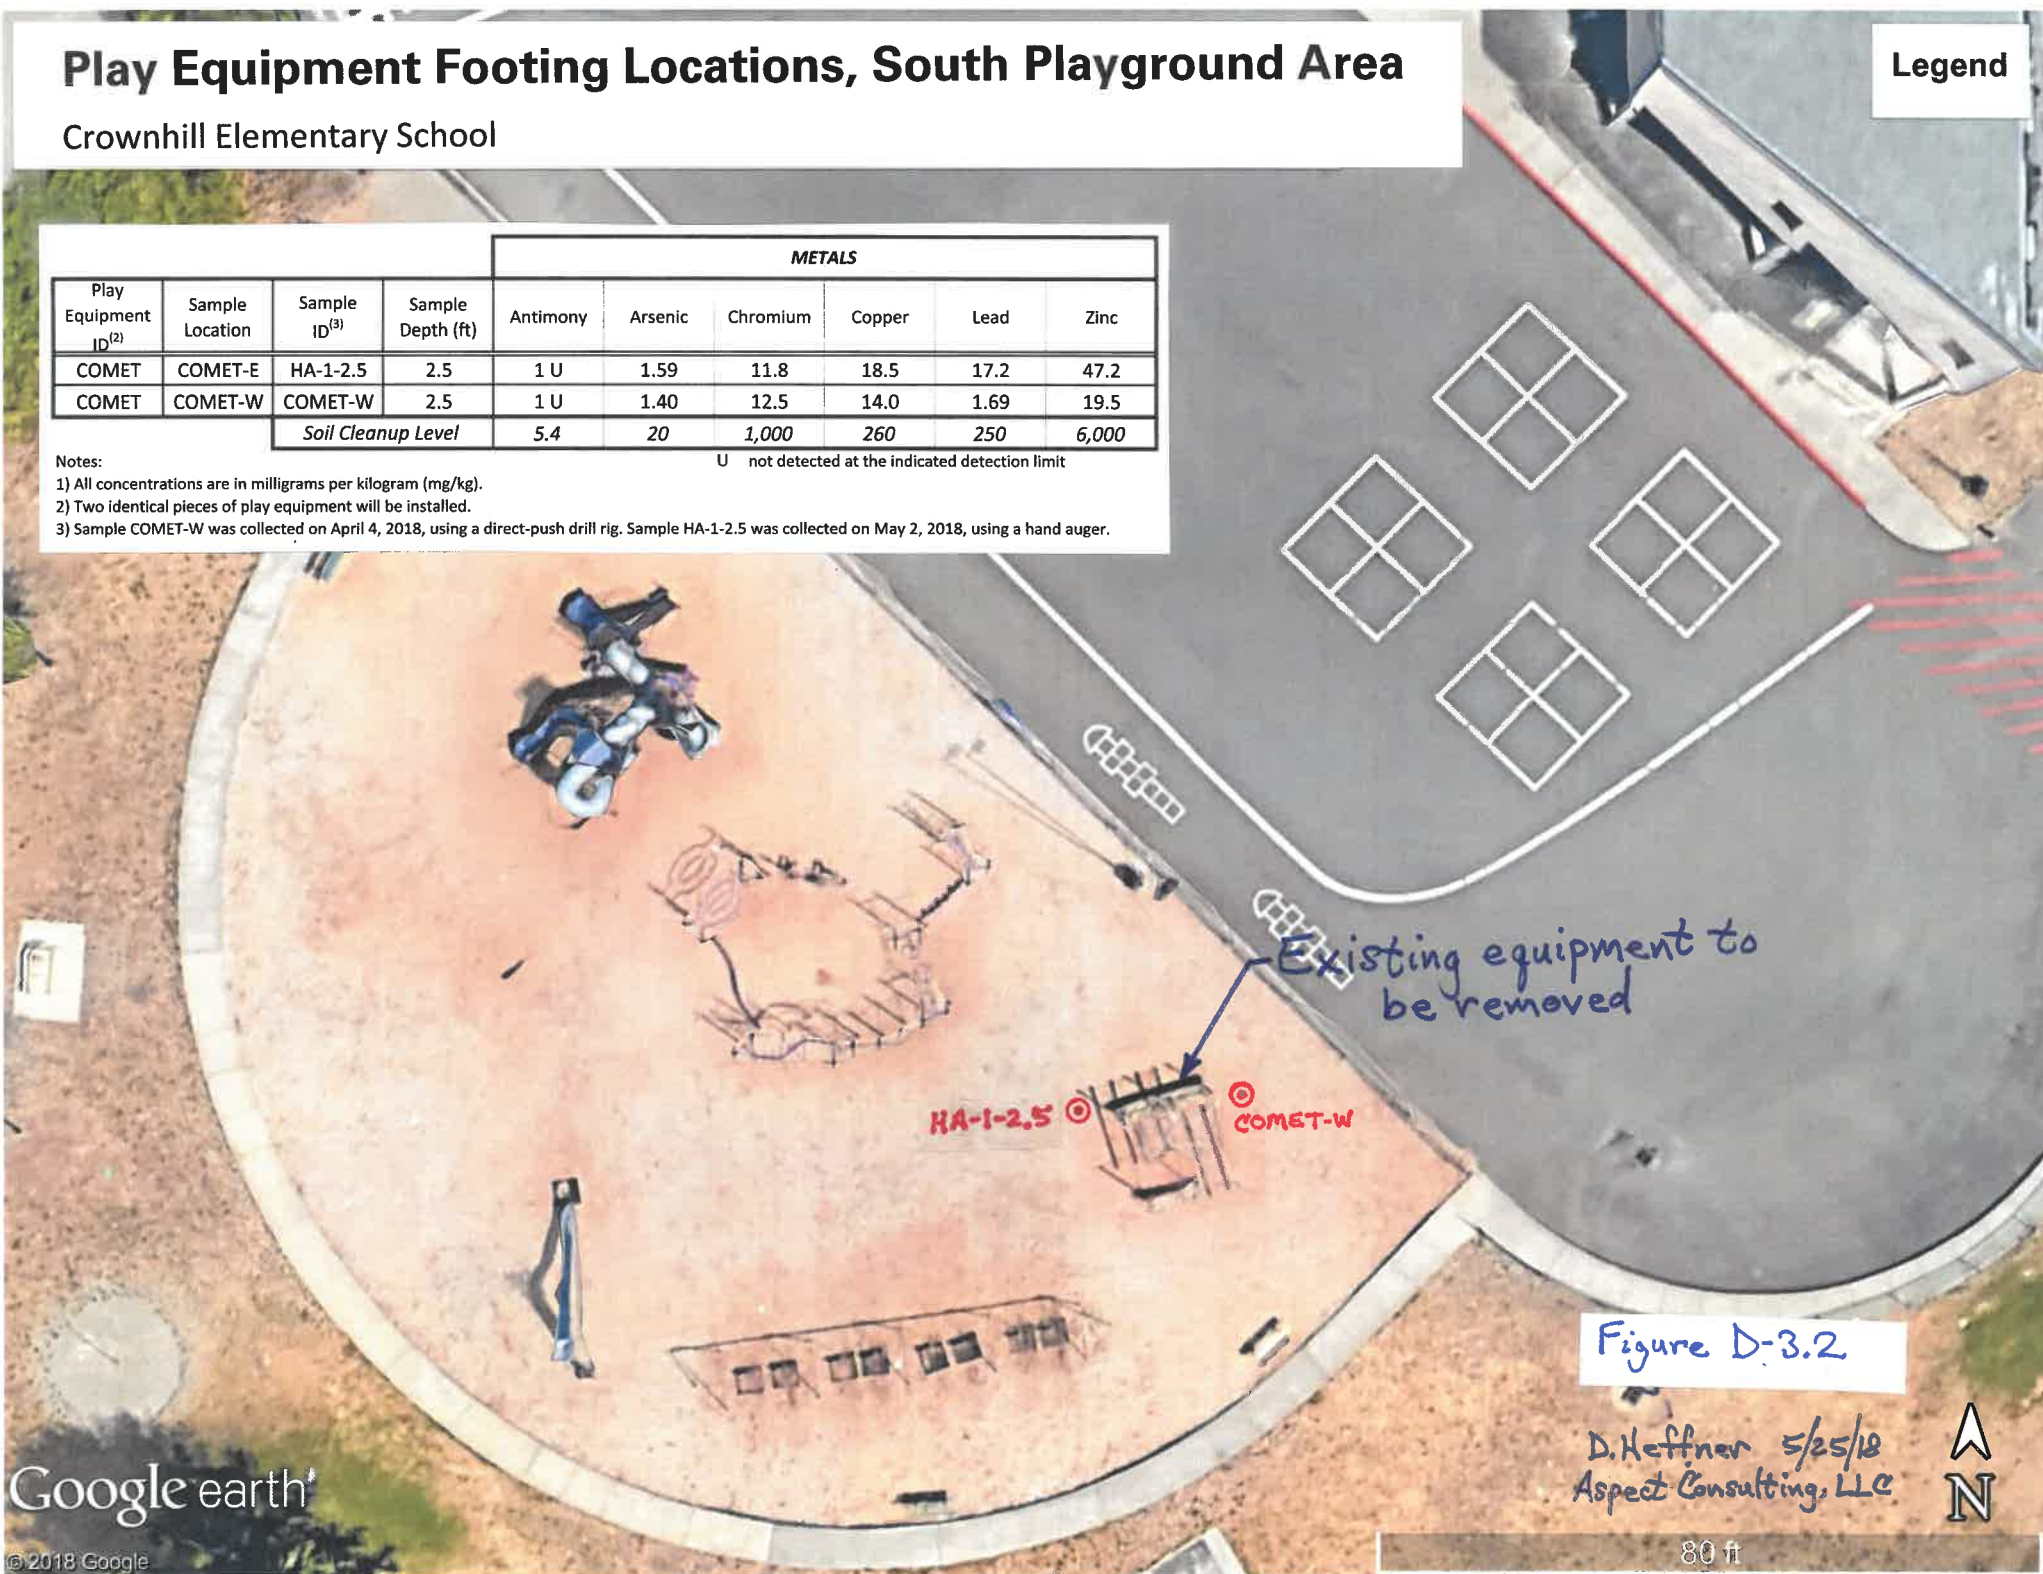 Play Equipment Footing Locations, South Playground Area
Crownhill Elementary School
Legend
METALS
Play Equipment ID(2) Sample Location Sample ID(3) Sample Depth (ft) Antimony Arsenic Chromium Copper Lead Zinc
COMET COMET-E HA-1-2.5 2.5 1 U 1.59 11.8 18.5 17.2 47.2
COMET COMET-W COMET-W 2.5 1 U 1.40 12.5 14.0 1.69 19.5
Soil Cleanup Level 5.4 20 1,000 260 250 6,000
Notes:
U not detected at the indicated detection limit
1) All concentrations are in milligrams per kilogram (mg/kg).
2) Two identical pieces of play equipment will be installed.
3) Sample COMET-W was collected on April 4, 2018, using a direct-push drill rig. Sample HA-1-2.5 was collected on May 2, 2018, using a hand auger.
Existing equipment to
be removed
HA-1-2.5
COMET-W
Figure D-3.2
D. Heffner 5/25/18
Aspect Consulting, LLC
N
Google earth
© 2018 Google
80 ft